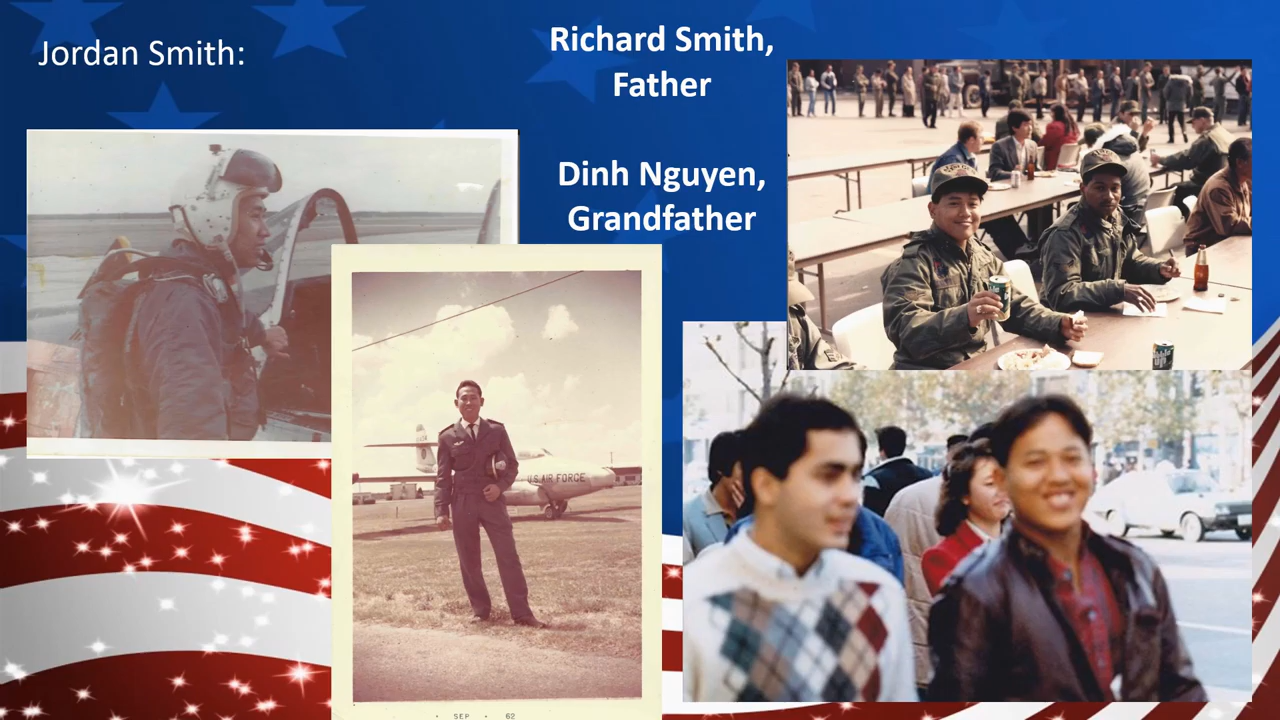 Jordan Smith:
Richard Smith,
Father
Dinh Nguyen,
Grandfather
U.S. AIR FORCE
• SEP • 62